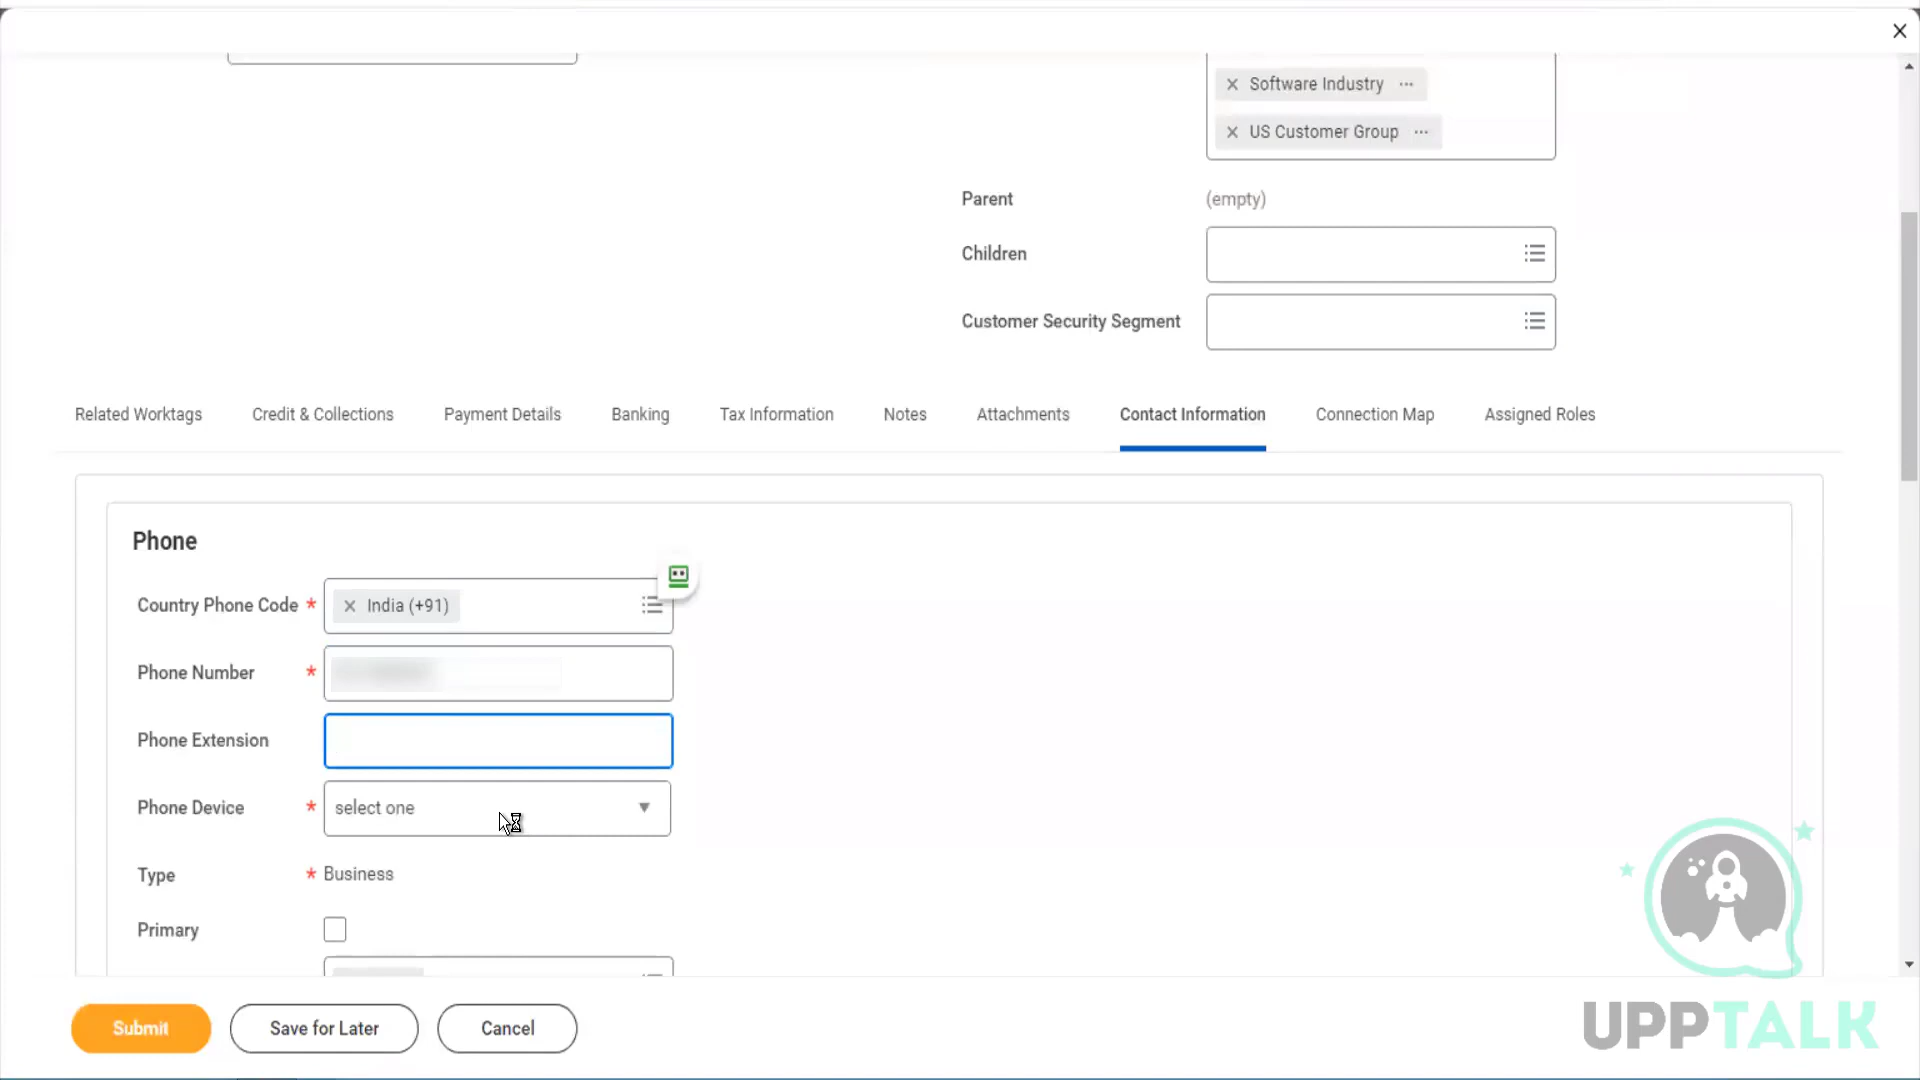 Software Industry
US Customer Group
Parent (empty)
Children
Customer Security Segment
Related Worktags Credit & Collections Payment Details Banking Tax Information Notes Attachments Contact Information Connection Map Assigned Roles
Phone
Country Phone Code * India (+91)
Phone Number *
Phone Extension
Phone Device * select one
Type * Business
Primary
Submit Save for Later Cancel
UPPTALK